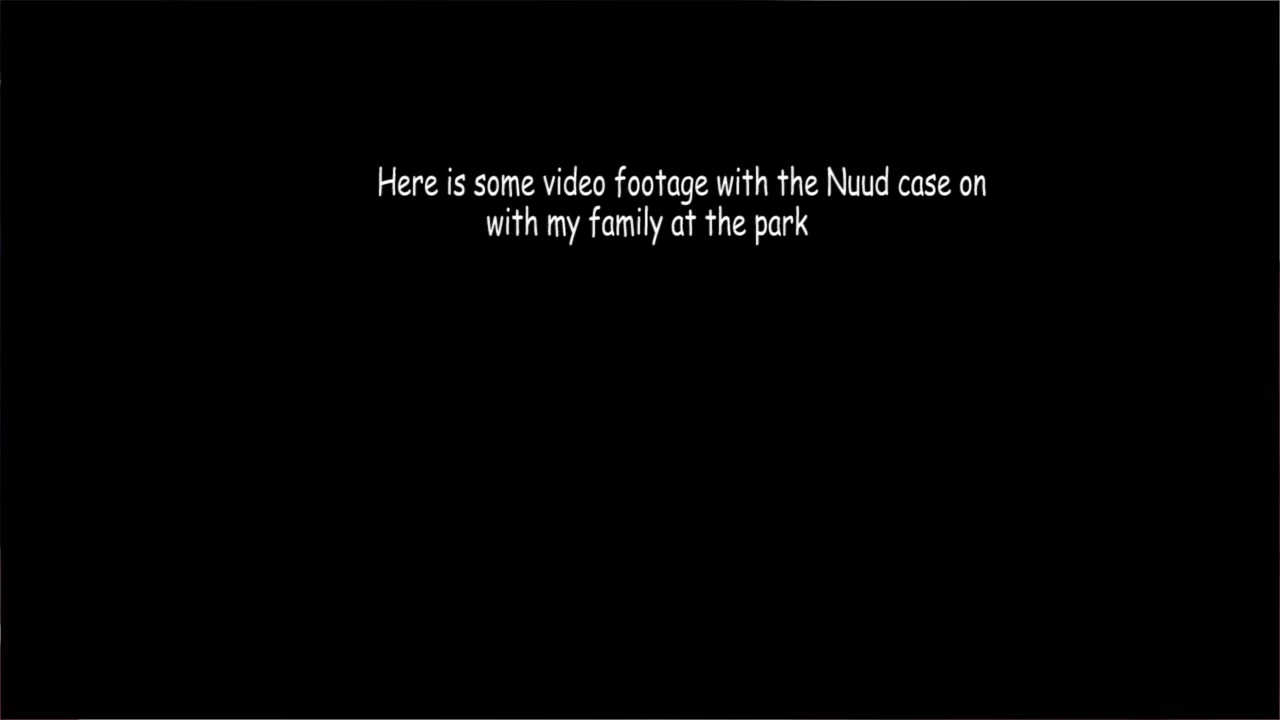 Here is some video footage with the Nuud case on
with my family at the park